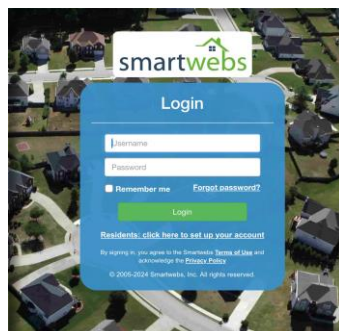 smartwebs
Login
Username
Password
Remember me
Forgot password?
Login
Residents: click here to set up your account
By signing in, you agree to the Smartwebs Terms of Use and
acknowledge the Privacy Policy.
© 2005-2024 Smartwebs, Inc. All rights reserved.